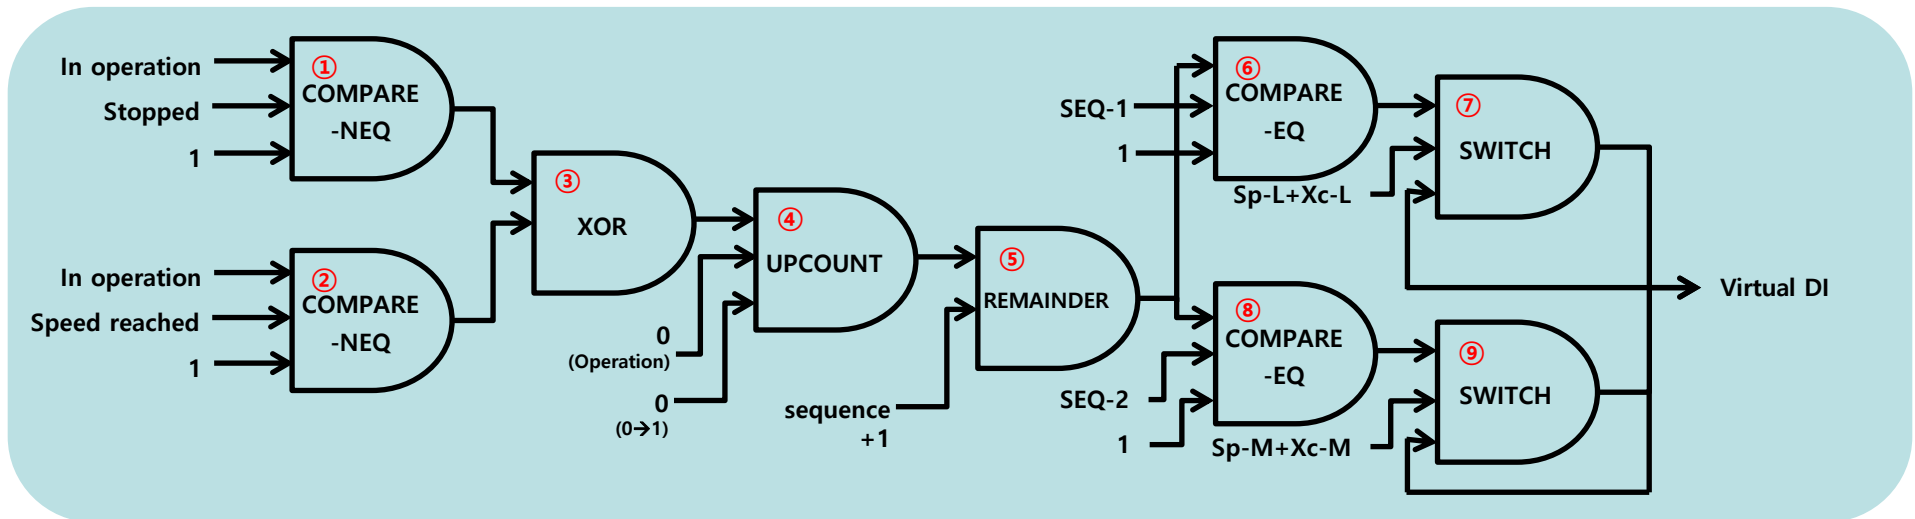 In operation
Stopped
1
①
COMPARE
-NEQ
In operation
Speed reached
1
②
COMPARE
-NEQ
③
XOR
0
(Operation)
0
(0→1)
④
UPCOUNT
sequence
+1
⑤
REMAINDER
SEQ-1
1
⑥
COMPARE
-EQ
Sp-L+Xc-L
⑦
SWITCH
SEQ-2
1
⑧
COMPARE
-EQ
Sp-M+Xc-M
⑨
SWITCH
Virtual DI